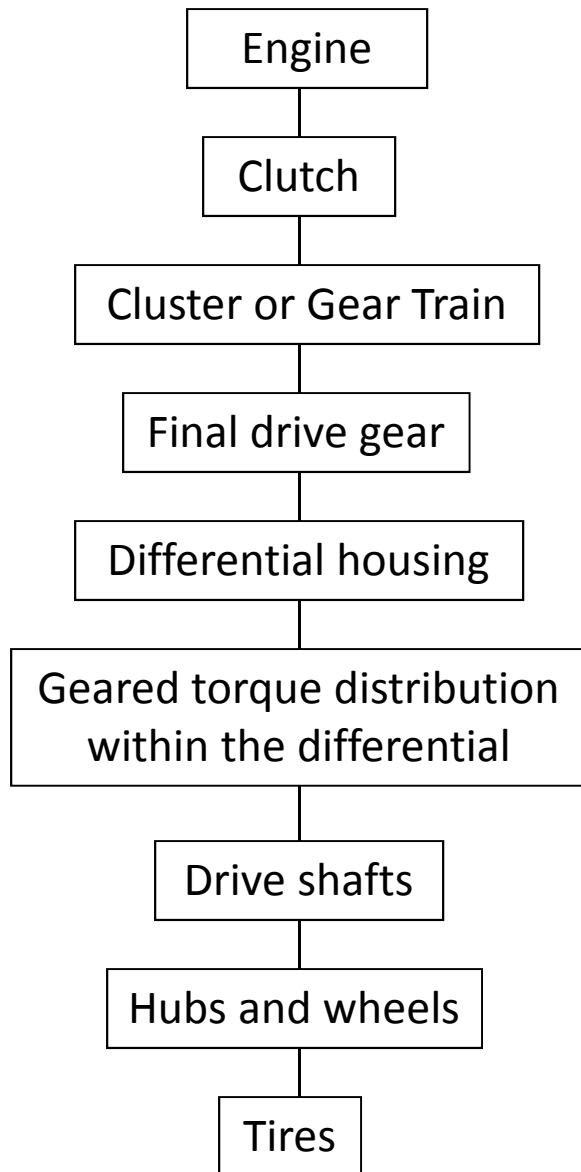 Engine
Clutch
Cluster or Gear Train
Final drive gear
Differential housing
Geared torque distribution
within the differential
Drive shafts
Hubs and wheels
Tires